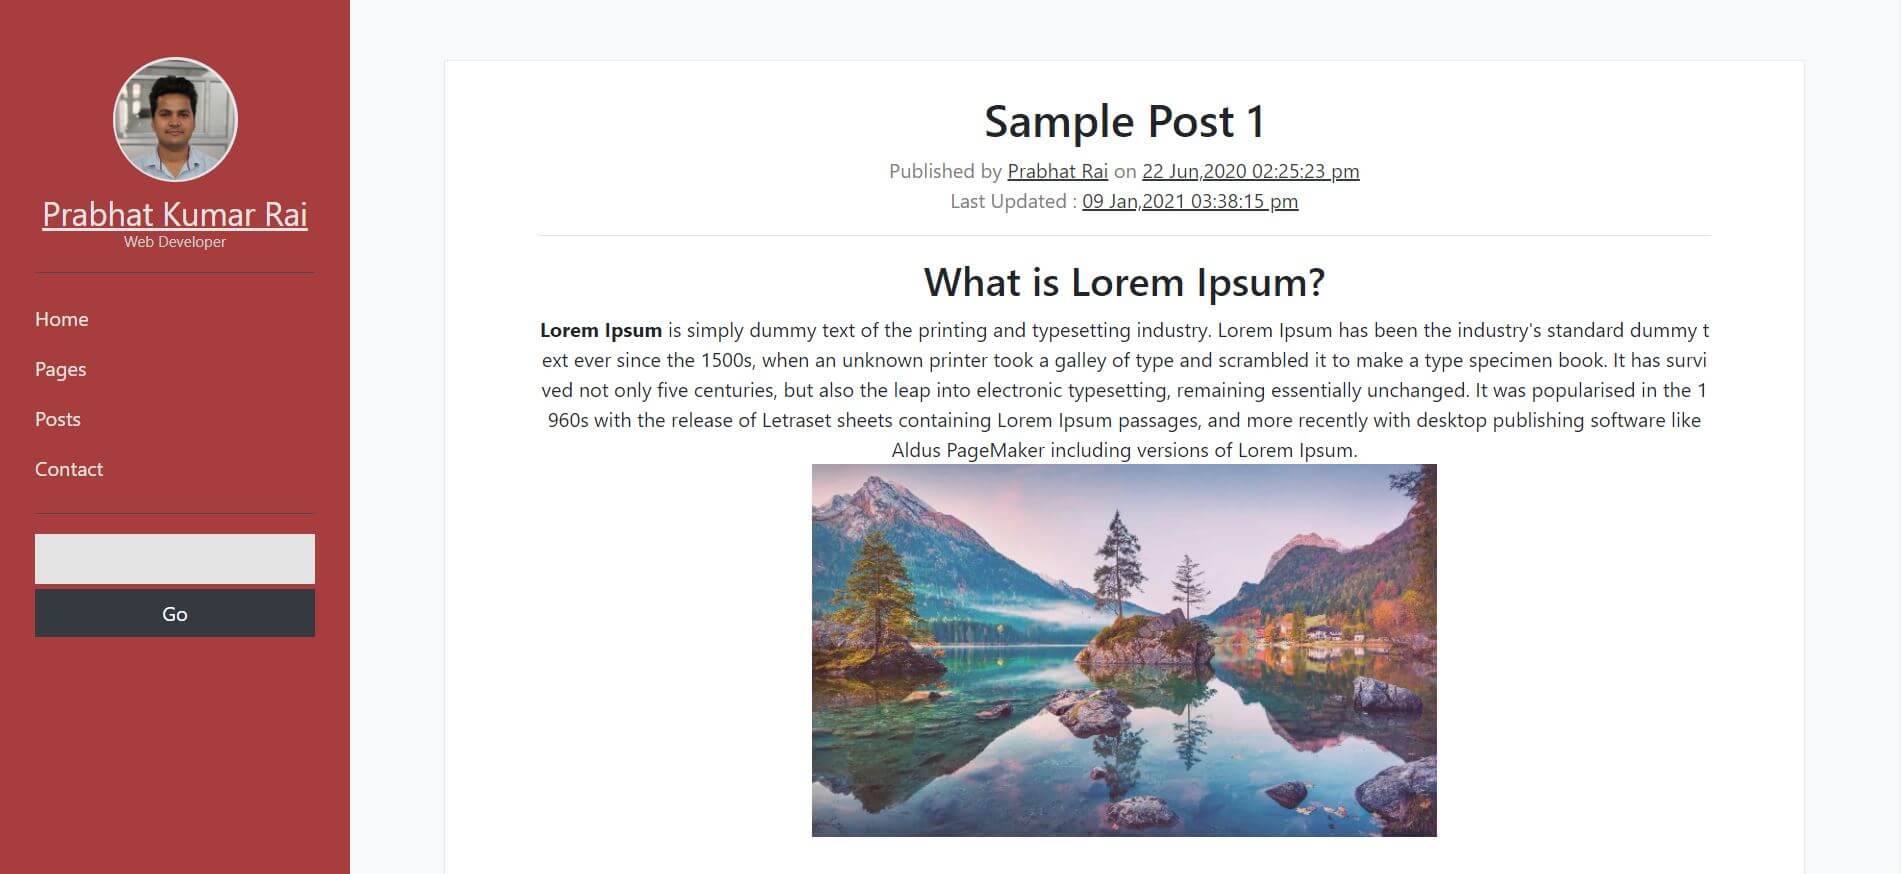 Prabhat Kumar Rai
Web Developer
Home
Pages
Posts
Contact
Go
Sample Post 1
Published by Prabhat Rai on 22 Jun,2020 02:25:23 pm
Last Updated : 09 Jan,2021 03:38:15 pm
What is Lorem Ipsum?
Lorem Ipsum is simply dummy text of the printing and typesetting industry. Lorem Ipsum has been the industry's standard dummy t
ext ever since the 1500s, when an unknown printer took a galley of type and scrambled it to make a type specimen book. It has survi
ved not only five centuries, but also the leap into electronic typesetting, remaining essentially unchanged. It was popularised in the 1
960s with the release of Letraset sheets containing Lorem Ipsum passages, and more recently with desktop publishing software like
Aldus PageMaker including versions of Lorem Ipsum.